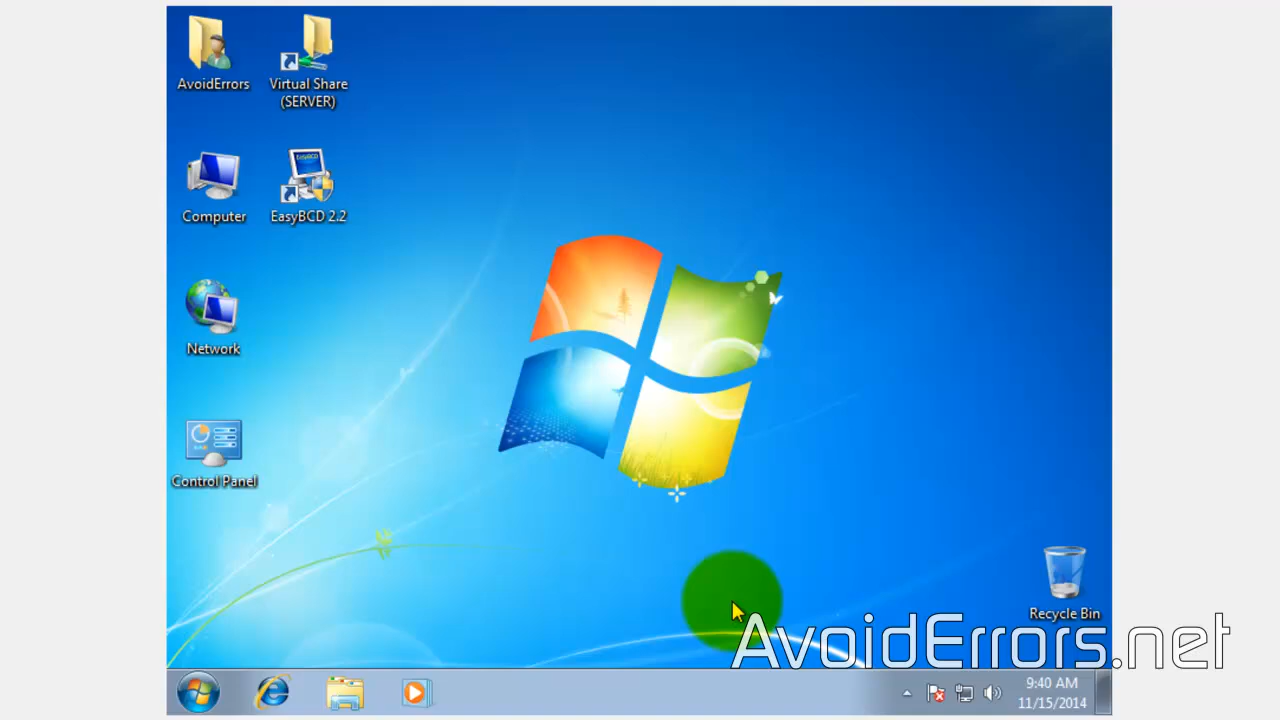 AvoidErrors
Virtual Share
(SERVER)
Computer
EasyBCD 2.2
Network
Control Panel
Recycle Bin
AvoidErrors.net
9:40 AM
11/15/2014